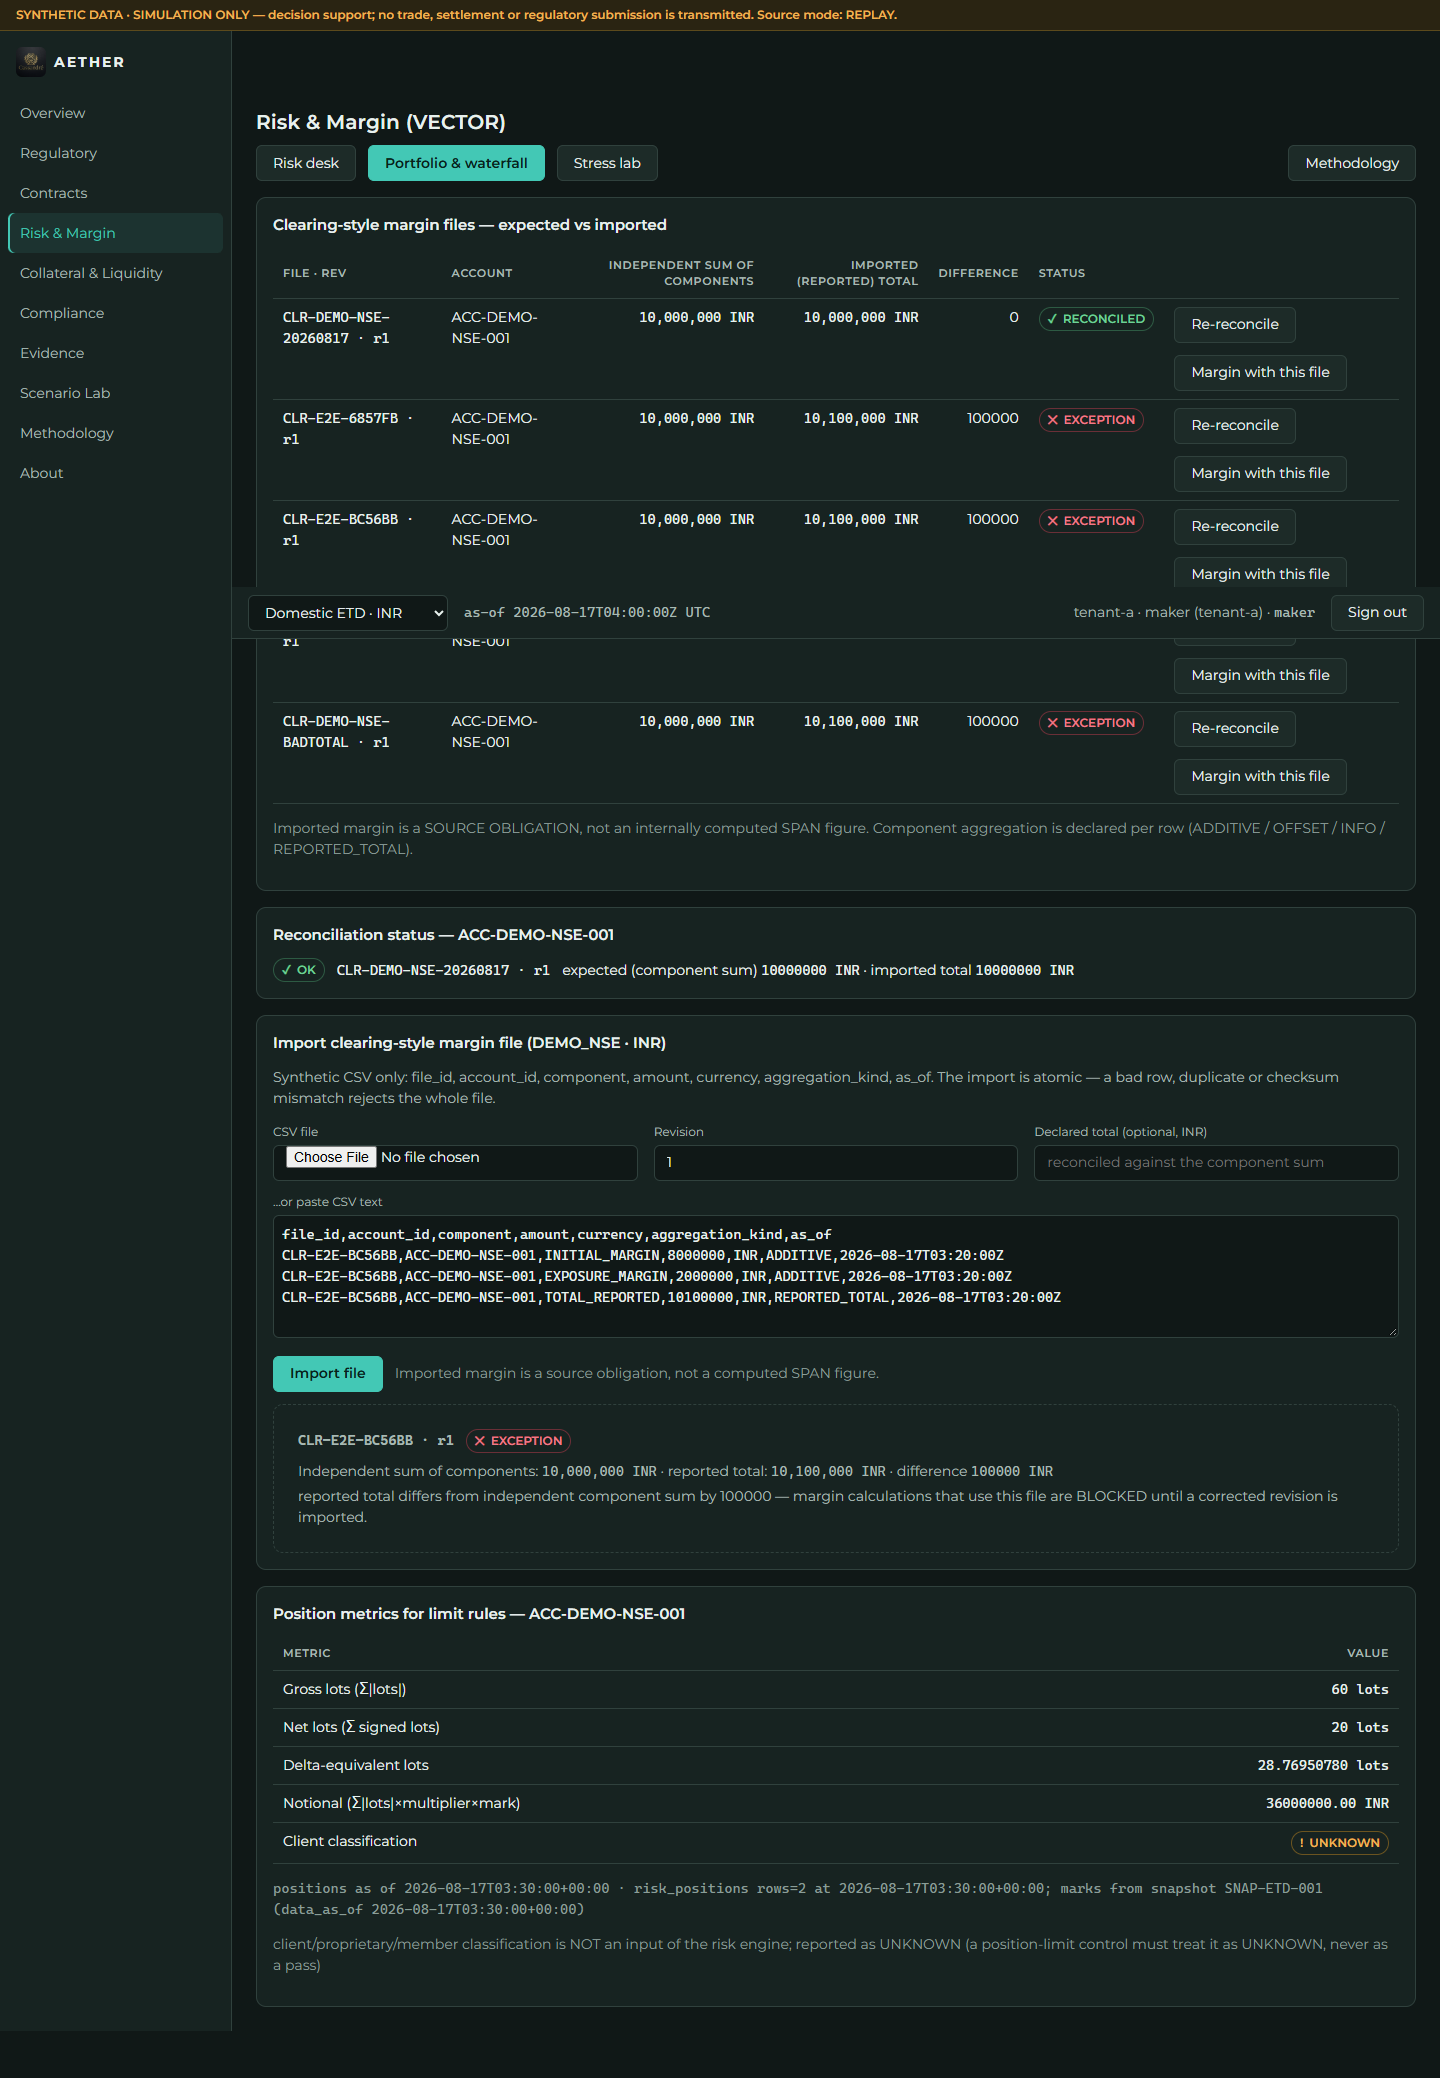 SYNTHETIC DATA · SIMULATION ONLY — decision support; no trade, settlement or regulatory submission is transmitted. Source mode: REPLAY.
AETHER
Overview
Regulatory
Contracts
Risk & Margin
Collateral & Liquidity
Compliance
Evidence
Scenario Lab
Methodology
About
Risk & Margin (VECTOR)
Risk desk
Portfolio & waterfall
Stress lab
Methodology
Clearing-style margin files — expected vs imported
FILE · REV
ACCOUNT
INDEPENDENT SUM OF
COMPONENTS
IMPORTED
(REPORTED) TOTAL
DIFFERENCE
STATUS
CLR-DEMO-NSE-
20260817 · r1
ACC-DEMO-
NSE-001
10,000,000 INR
10,000,000 INR
0
✓ RECONCILED
Re-reconcile
Margin with this file
CLR-E2E-6857FB ·
r1
ACC-DEMO-
NSE-001
10,000,000 INR
10,100,000 INR
100000
✕ EXCEPTION
Re-reconcile
Margin with this file
CLR-E2E-BC56BB ·
r1
ACC-DEMO-
NSE-001
10,000,000 INR
10,100,000 INR
100000
✕ EXCEPTION
Re-reconcile
Margin with this file
Domestic ETD · INR
as-of 2026-08-17T04:00:00Z UTC
tenant-a · maker (tenant-a) · maker
Sign out
r1
NSE-001
Margin with this file
CLR-DEMO-NSE-
BADTOTAL · r1
ACC-DEMO-
NSE-001
10,000,000 INR
10,100,000 INR
100000
✕ EXCEPTION
Re-reconcile
Margin with this file
Imported margin is a SOURCE OBLIGATION, not an internally computed SPAN figure. Component aggregation is declared per row (ADDITIVE / OFFSET / INFO /
REPORTED_TOTAL).
Reconciliation status — ACC-DEMO-NSE-001
✓ OK CLR-DEMO-NSE-20260817 · r1 expected (component sum) 10000000 INR · imported total 10000000 INR
Import clearing-style margin file (DEMO_NSE · INR)
Synthetic CSV only: file_id, account_id, component, amount, currency, aggregation_kind, as_of. The import is atomic — a bad row, duplicate or checksum
mismatch rejects the whole file.
CSV file
Revision
Declared total (optional, INR)
Choose File No file chosen
1
reconciled against the component sum
…or paste CSV text
file_id,account_id,component,amount,currency,aggregation_kind,as_of
CLR-E2E-BC56BB,ACC-DEMO-NSE-001,INITIAL_MARGIN,8000000,INR,ADDITIVE,2026-08-17T03:20:00Z
CLR-E2E-BC56BB,ACC-DEMO-NSE-001,EXPOSURE_MARGIN,2000000,INR,ADDITIVE,2026-08-17T03:20:00Z
CLR-E2E-BC56BB,ACC-DEMO-NSE-001,TOTAL_REPORTED,10100000,INR,REPORTED_TOTAL,2026-08-17T03:20:00Z
Import file
Imported margin is a source obligation, not a computed SPAN figure.
CLR-E2E-BC56BB · r1 ✕ EXCEPTION
Independent sum of components: 10,000,000 INR · reported total: 10,100,000 INR · difference 100000 INR
reported total differs from independent component sum by 100000 — margin calculations that use this file are BLOCKED until a corrected revision is
imported.
Position metrics for limit rules — ACC-DEMO-NSE-001
METRIC
VALUE
Gross lots (Σ|lots|)
60 lots
Net lots (Σ signed lots)
20 lots
Delta-equivalent lots
28.76950780 lots
Notional (Σ|lots|×multiplier×mark)
36000000.00 INR
Client classification
! UNKNOWN
positions as of 2026-08-17T03:30:00+00:00 · risk_positions rows=2 at 2026-08-17T03:30:00+00:00; marks from snapshot SNAP-ETD-001
(data_as_of 2026-08-17T03:30:00+00:00)
client/proprietary/member classification is NOT an input of the risk engine; reported as UNKNOWN (a position-limit control must treat it as UNKNOWN, never as
a pass)